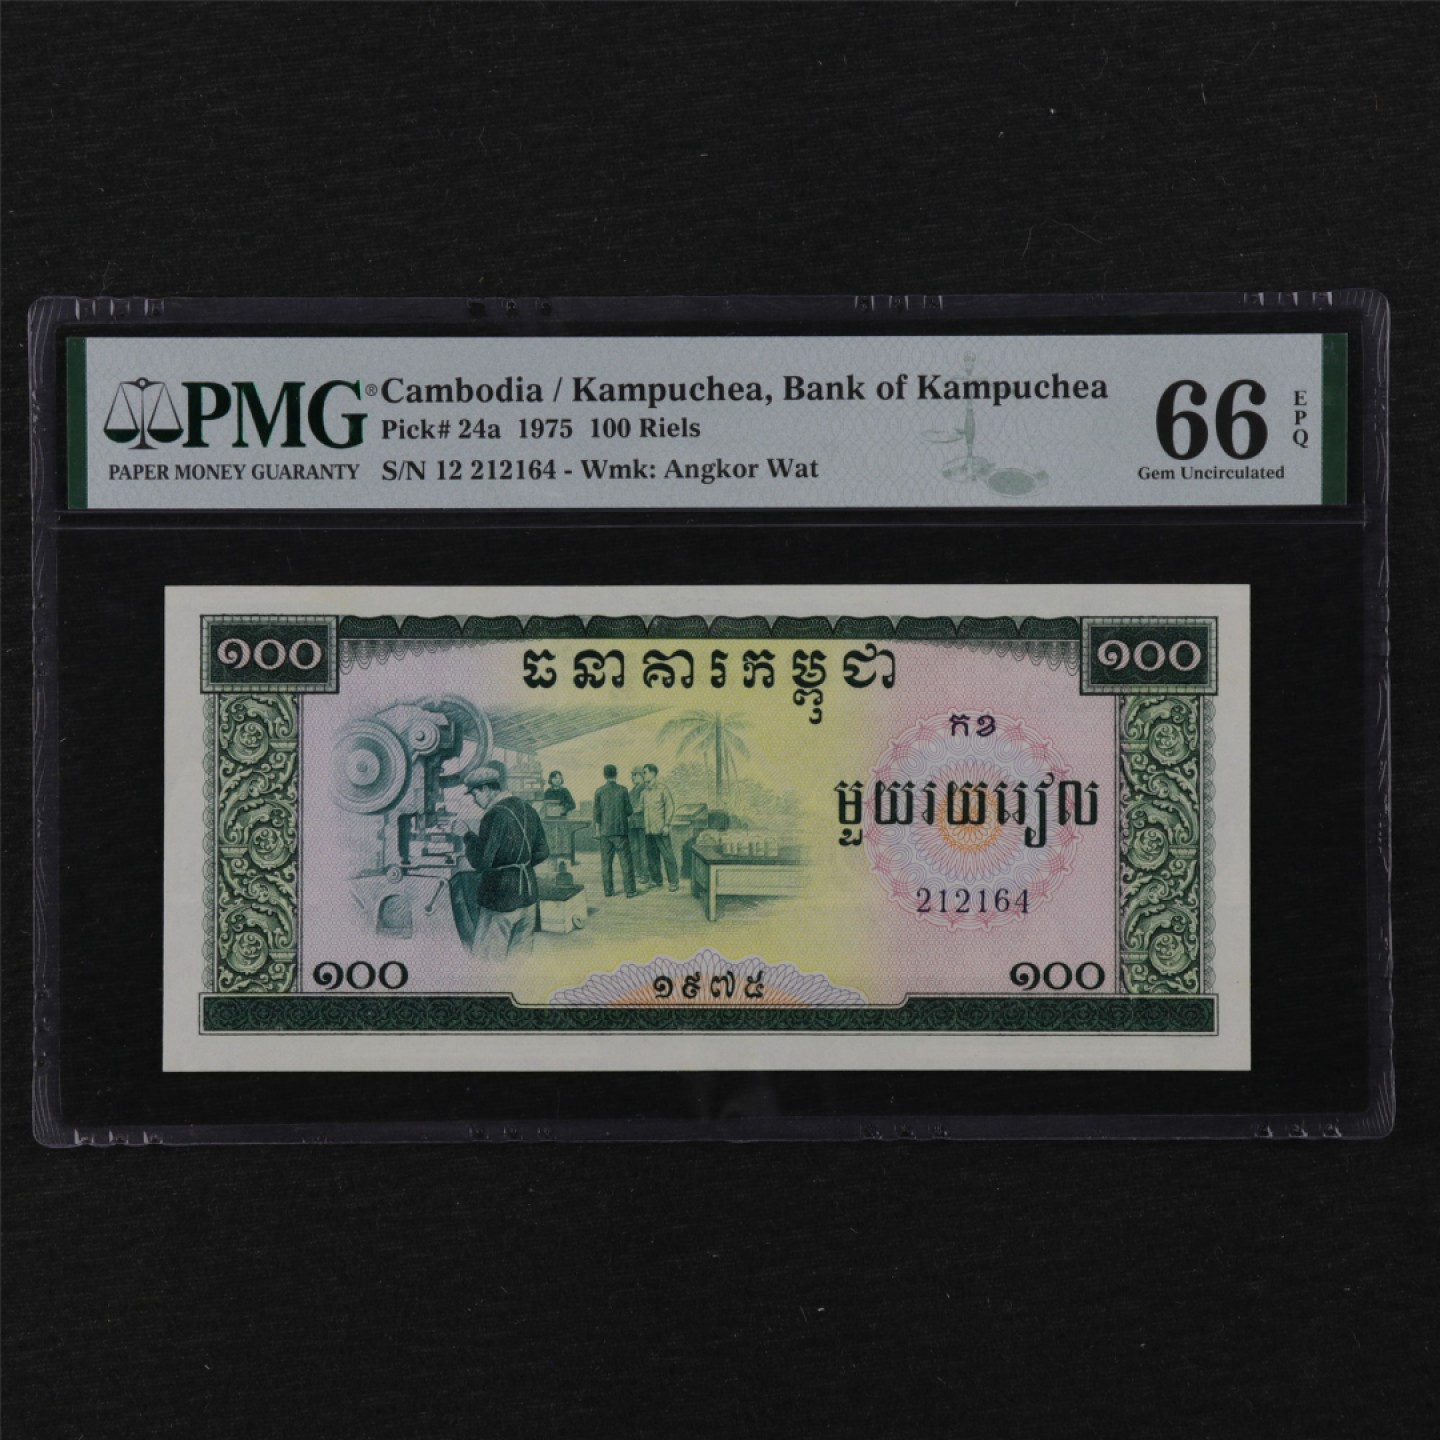 PMG®
PAPER MONEY GUARANTY
Cambodia / Kampuchea, Bank of Kampuchea
Pick# 24a 1975 100 Riels
S/N 12 212164 - Wmk: Angkor Wat
66
EPQ
Gem Uncirculated
១០០
ធនាគារកម្ពុជា
១០០
កខ
មួយរយរៀល
212164
១០០
១៩៧៥
១០០